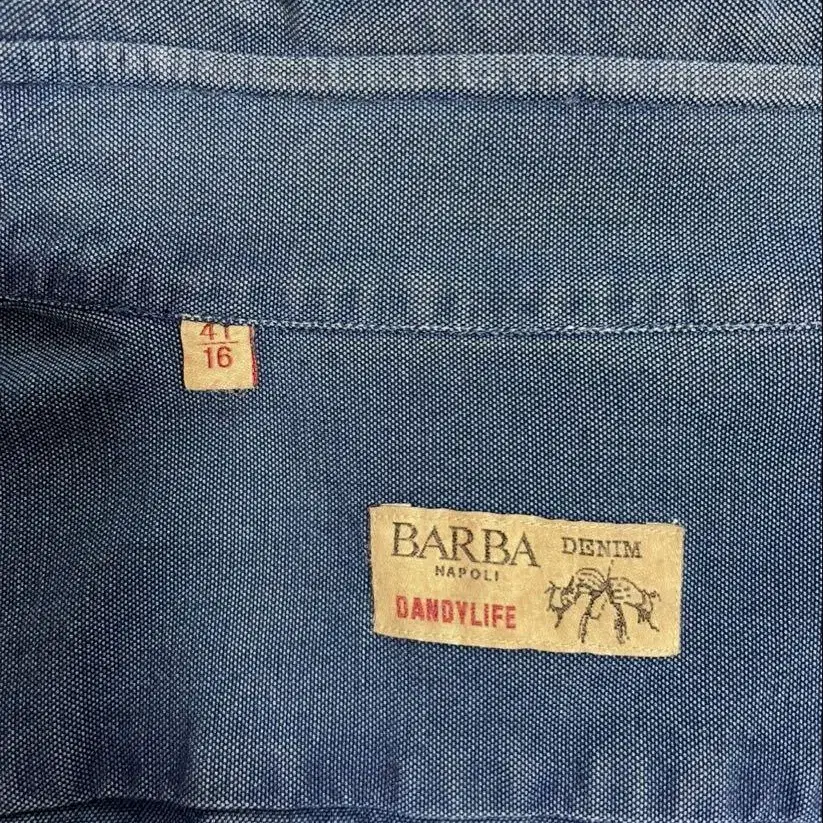 41
16
BARBA DENIM
NAPOLI
DANDYLIFE